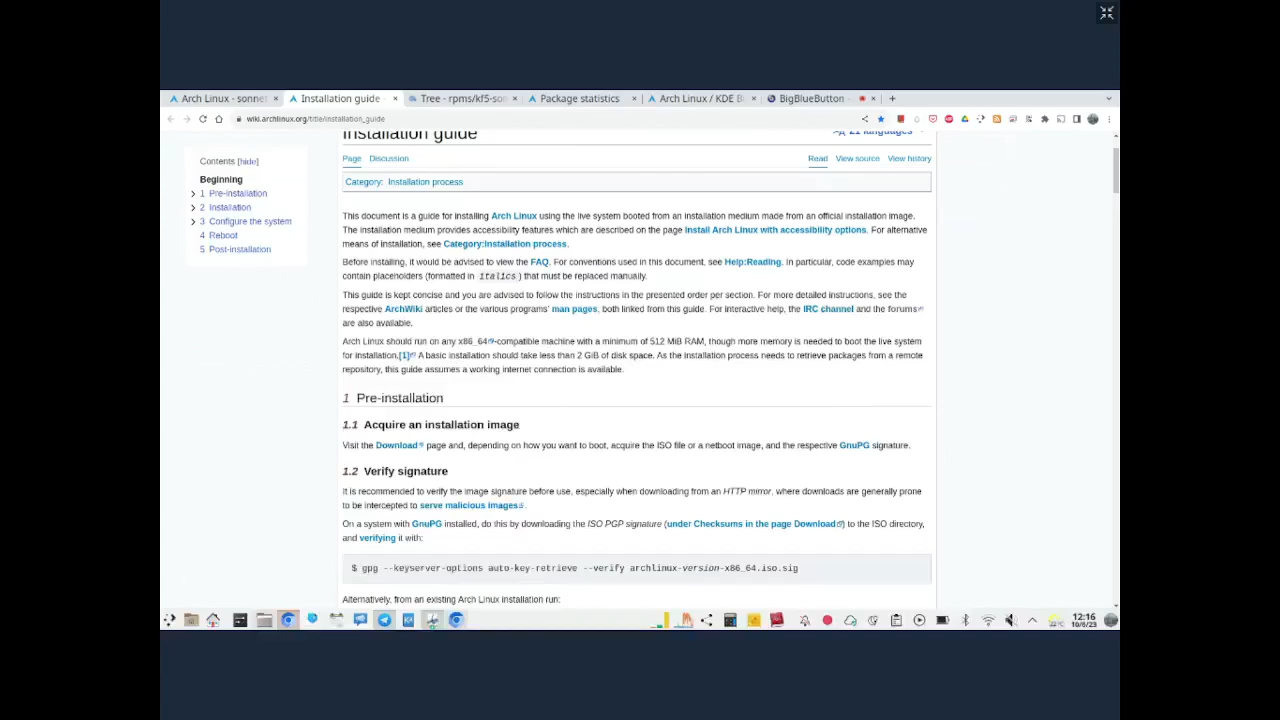 Arch Linux - sonne
Installation guide
Tree - rpms/kf5-son
Package statistics
Arch Linux / KDE B
BigBlueButton
wiki.archlinux.org/title/installation_guide
Installation guide
21 languages
Contents [hide]
Beginning
1 Pre-installation
2 Installation
3 Configure the system
4 Reboot
5 Post-installation
Page Discussion
Read View source View history
Category: Installation process
This document is a guide for installing Arch Linux using the live system booted from an installation medium made from an official installation image.
The installation medium provides accessibility features which are described on the page Install Arch Linux with accessibility options. For alternative
means of installation, see Category:Installation process.
Before installing, it would be advised to view the FAQ. For conventions used in this document, see Help:Reading. In particular, code examples may
contain placeholders (formatted in italics) that must be replaced manually.
This guide is kept concise and you are advised to follow the instructions in the presented order per section. For more detailed instructions, see the
respective ArchWiki articles or the various programs' man pages, both linked from this guide. For interactive help, the IRC channel and the forums
are also available.
Arch Linux should run on any x86_64-compatible machine with a minimum of 512 MiB RAM, though more memory is needed to boot the live system
for installation.[1] A basic installation should take less than 2 GiB of disk space. As the installation process needs to retrieve packages from a remote
repository, this guide assumes a working internet connection is available.
1 Pre-installation
1.1 Acquire an installation image
Visit the Download page and, depending on how you want to boot, acquire the ISO file or a netboot image, and the respective GnuPG signature.
1.2 Verify signature
It is recommended to verify the image signature before use, especially when downloading from an HTTP mirror, where downloads are generally prone
to be intercepted to serve malicious images.
On a system with GnuPG installed, do this by downloading the ISO PGP signature (under Checksums in the page Download) to the ISO directory,
and verifying it with:
$ gpg --keyserver-options auto-key-retrieve --verify archlinux-version-x86_64.iso.sig
Alternatively, from an existing Arch Linux installation run:
12:16
10/6/23